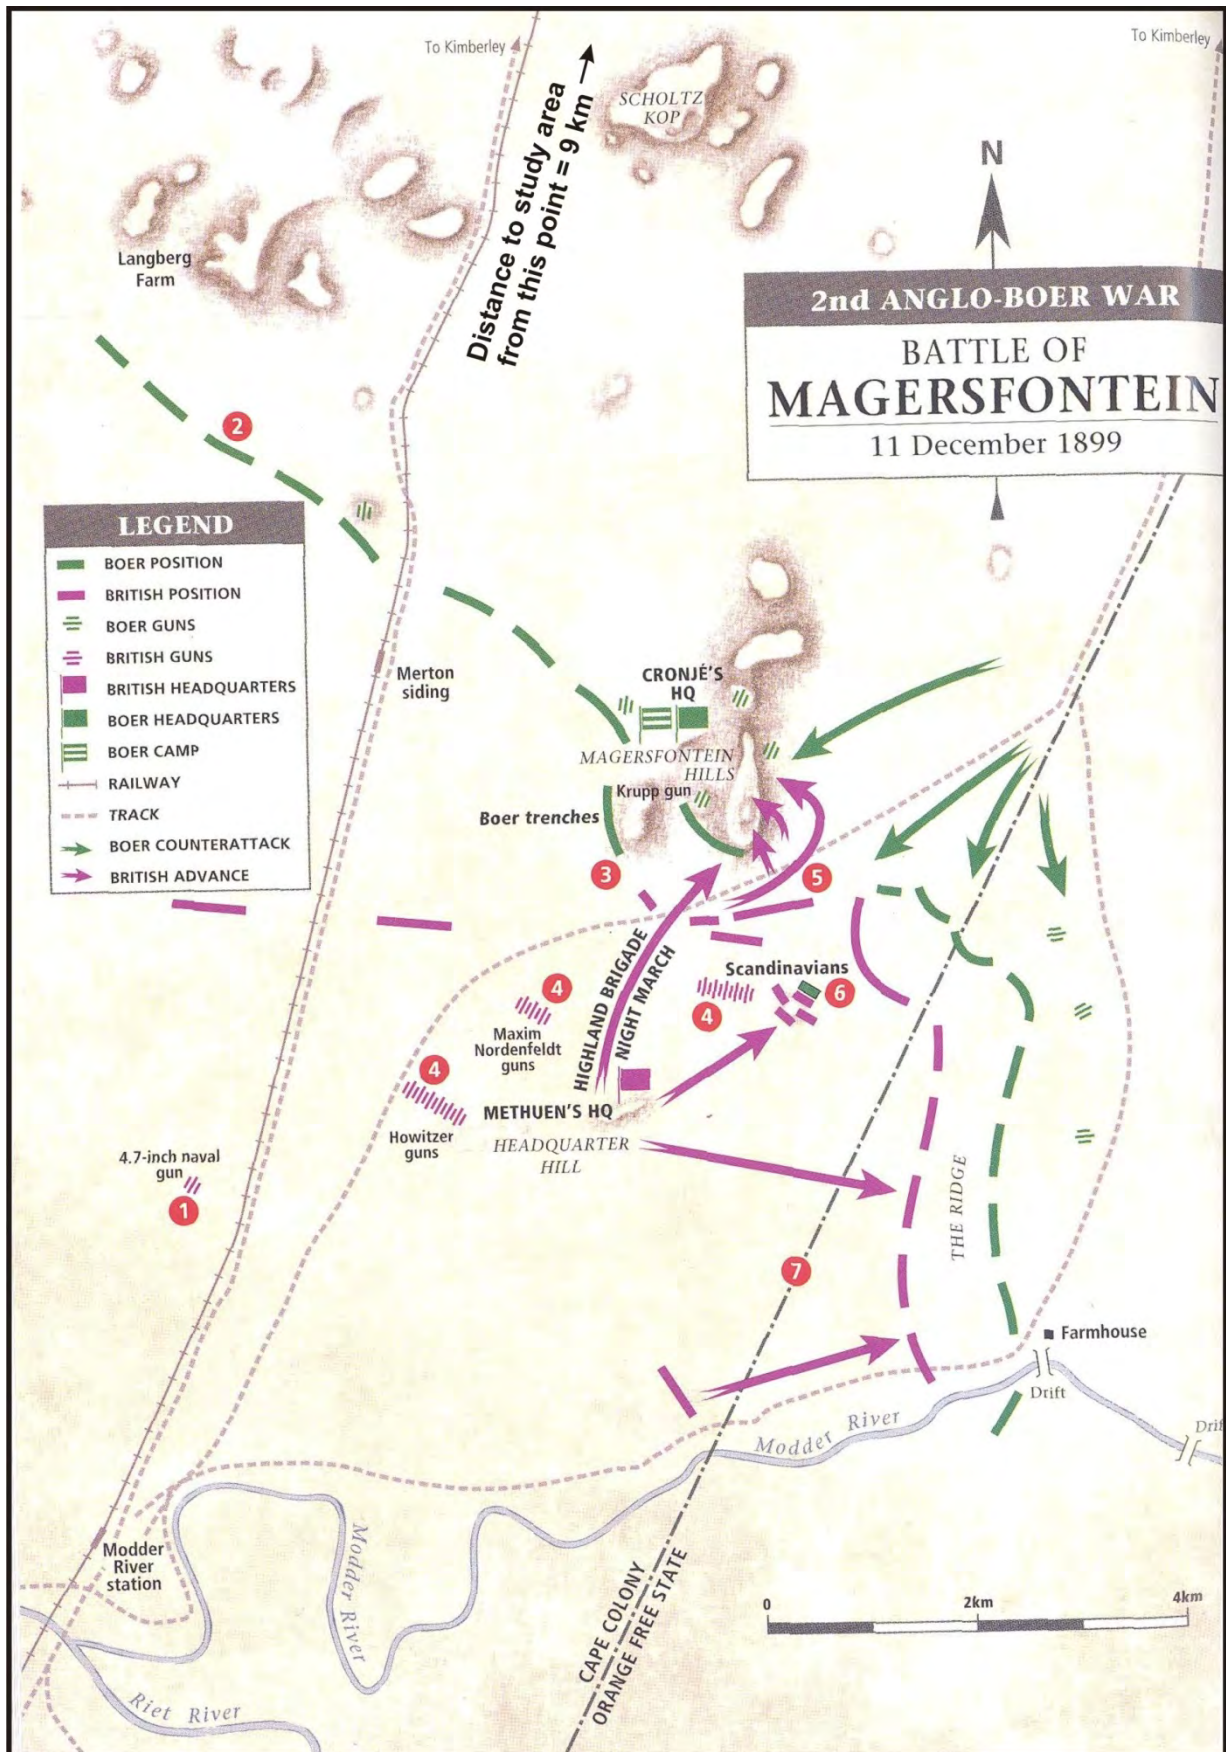 To Kimberley
To Kimberley
Distance to study area
from this point = 9 km
SCHOLTZ
KOP
N
Langberg
Farm
2nd ANGLO-BOER WAR
BATTLE OF
MAGERSFONTEIN
11 December 1899
2
LEGEND
BOER POSITION
BRITISH POSITION
BOER GUNS
BRITISH GUNS
BRITISH HEADQUARTERS
BOER HEADQUARTERS
BOER CAMP
RAILWAY
TRACK
BOER COUNTERATTACK
BRITISH ADVANCE
Merton
siding
CRONJÉ'S
HQ
MAGERSFONTEIN
HILLS
Krupp gun
Boer trenches
3
5
HIGHLAND BRIGADE
NIGHT MARCH
Scandinavians
6
4
4
Maxim
Nordenfeldt
guns
4
Howitzer
guns
METHUEN'S HQ
HEADQUARTER
HILL
4.7-inch naval
gun
1
THE RIDGE
7
Farmhouse
Drift
Drif
Modder River
Modder River
Modder
River
station
Riet River
CAPE COLONY
ORANGE FREE STATE
0 2km 4km